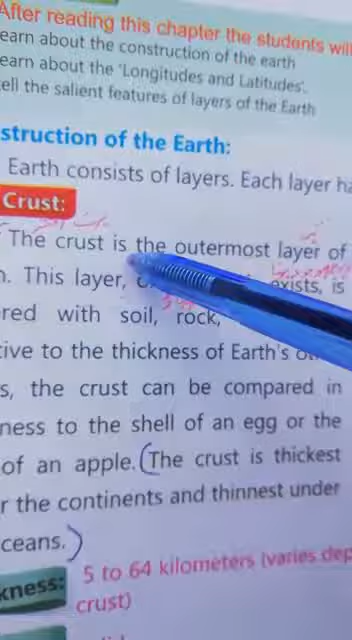 After reading this chapter the students will
earn about the construction of the earth
earn about the 'Longitudes and Latitudes'.
ell the salient features of layers of the Earth
struction of the Earth:
Earth consists of layers. Each layer ha
Crust:
The crust is the outermost layer of
. This layer, exists, is
red with soil, rock,
ive to the thickness of Earth's
s, the crust can be compared in
ness to the shell of an egg or the
of an apple. (The crust is thickest
r the continents and thinnest under
ceans.)
kness: 5 to 64 kilometers (varies dep
crust)